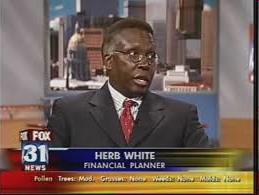 HERB WHITE
FINANCIAL PLANNER
FOX
31
NEWS
Pollen Trees: Mod. Grasses: None Weeds: None Molds: None